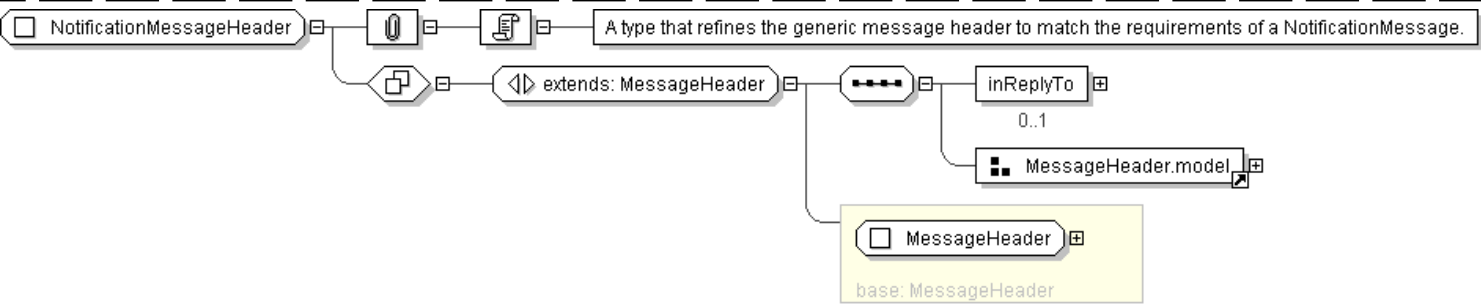 NotificationMessageHeader
A type that refines the generic message header to match the requirements of a NotificationMessage.
extends: MessageHeader
inReplyTo
0..1
MessageHeader.model
MessageHeader
base: MessageHeader